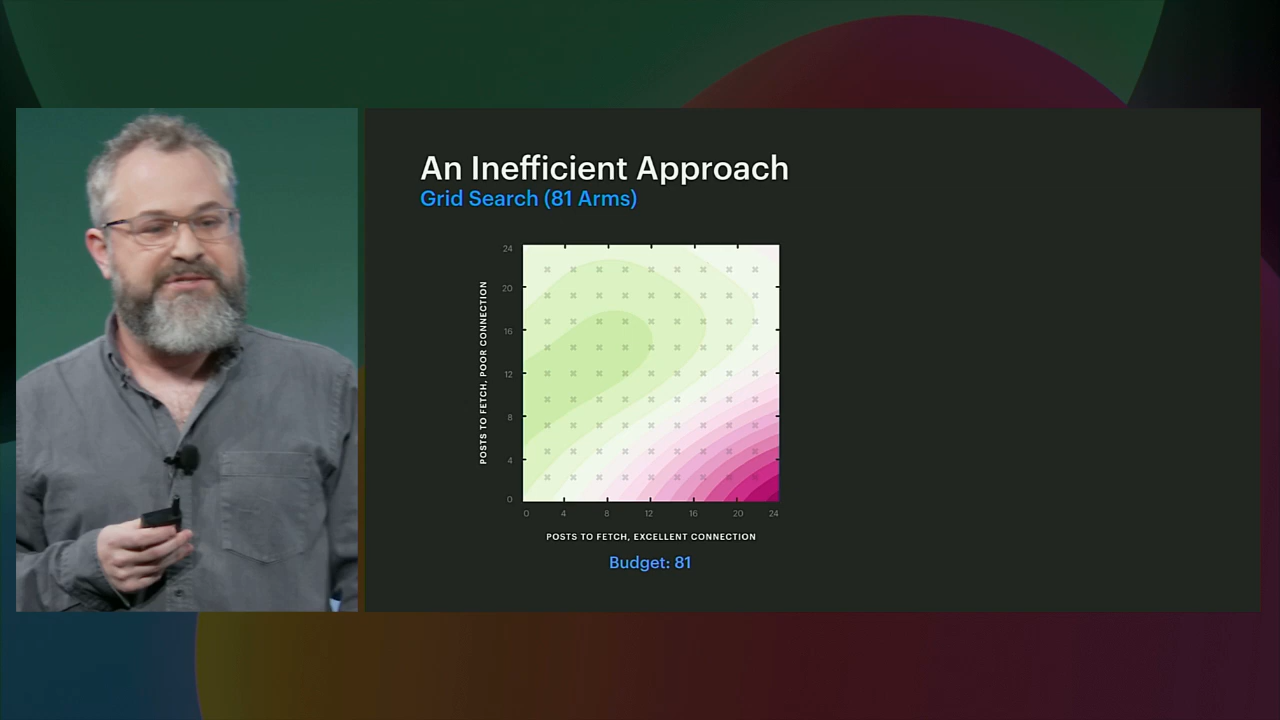 An Inefficient Approach
Grid Search (81 Arms)
24
20
16
12
8
4
0
POSTS TO FETCH, POOR CONNECTION
0 4 8 12 16 20 24
POSTS TO FETCH, EXCELLENT CONNECTION
Budget: 81